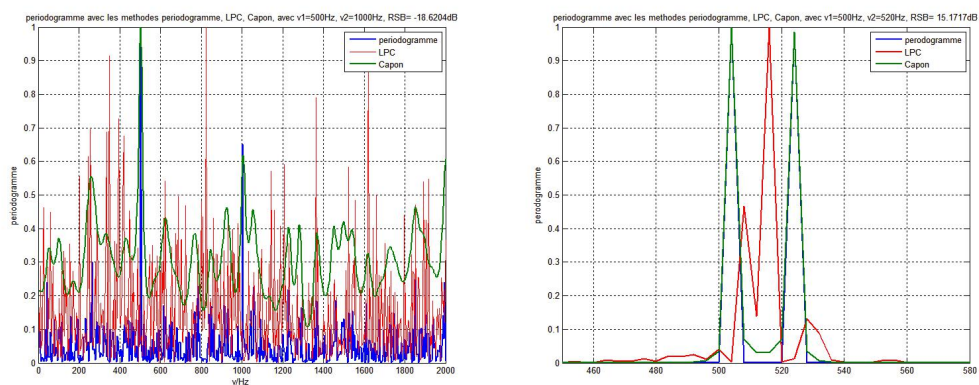 periodogramme avec les methodes periodogramme, LPC, Capon, avec v1=500Hz, v2=1000Hz, RSB= -18.6204dB
periodogramme
LPC
Capon
perodogramme
1
0.9
0.8
0.7
0.6
0.5
0.4
0.3
0.2
0.1
0
0 200 400 600 800 1000 1200 1400 1600 1800 2000
v/Hz
periodogramme avec les methodes periodogramme, LPC, Capon, avec v1=500Hz, v2=520Hz, RSB= 15.1717dB
periodogramme
LPC
Capon
perodogramme
1
0.9
0.8
0.7
0.6
0.5
0.4
0.3
0.2
0.1
0
460 480 500 520 540 560 580
v/Hz